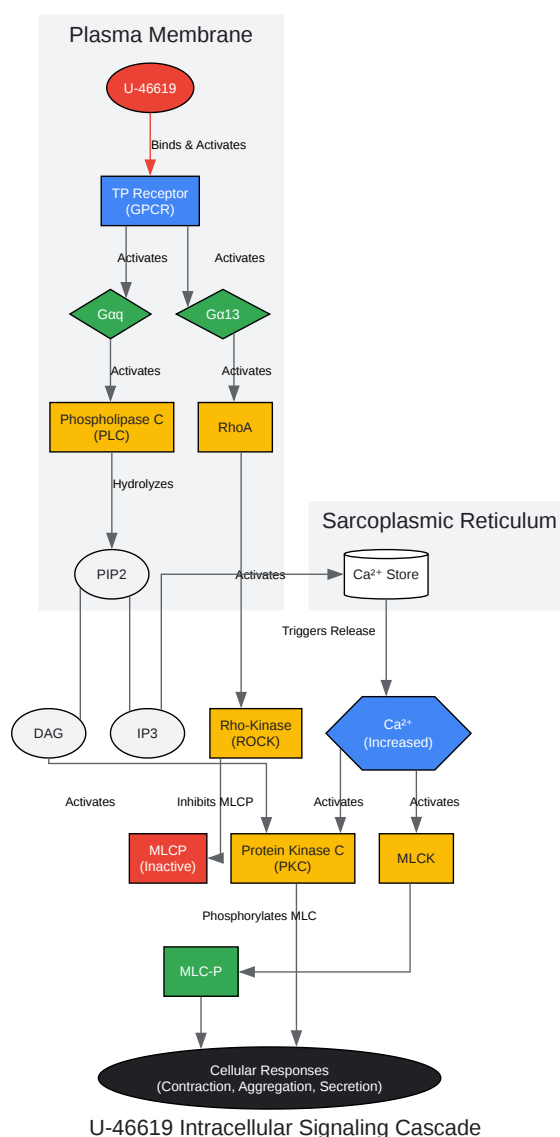 Plasma Membrane
U-46619
Binds & Activates
TP Receptor
(GPCR)
Activates
Activates
Gαq
Gα13
Activates
Activates
Phospholipase C
(PLC)
RhoA
Hydrolyzes
Sarcoplasmic Reticulum
PIP2
Activates
Ca²⁺ Store
Triggers Release
DAG
IP3
Rho-Kinase
(ROCK)
Ca²⁺
(Increased)
Activates
Inhibits MLCP
Activates
Activates
MLCP
(Inactive)
Protein Kinase C
(PKC)
MLCK
Phosphorylates MLC
MLC-P
Cellular Responses
(Contraction, Aggregation, Secretion)
U-46619 Intracellular Signaling Cascade